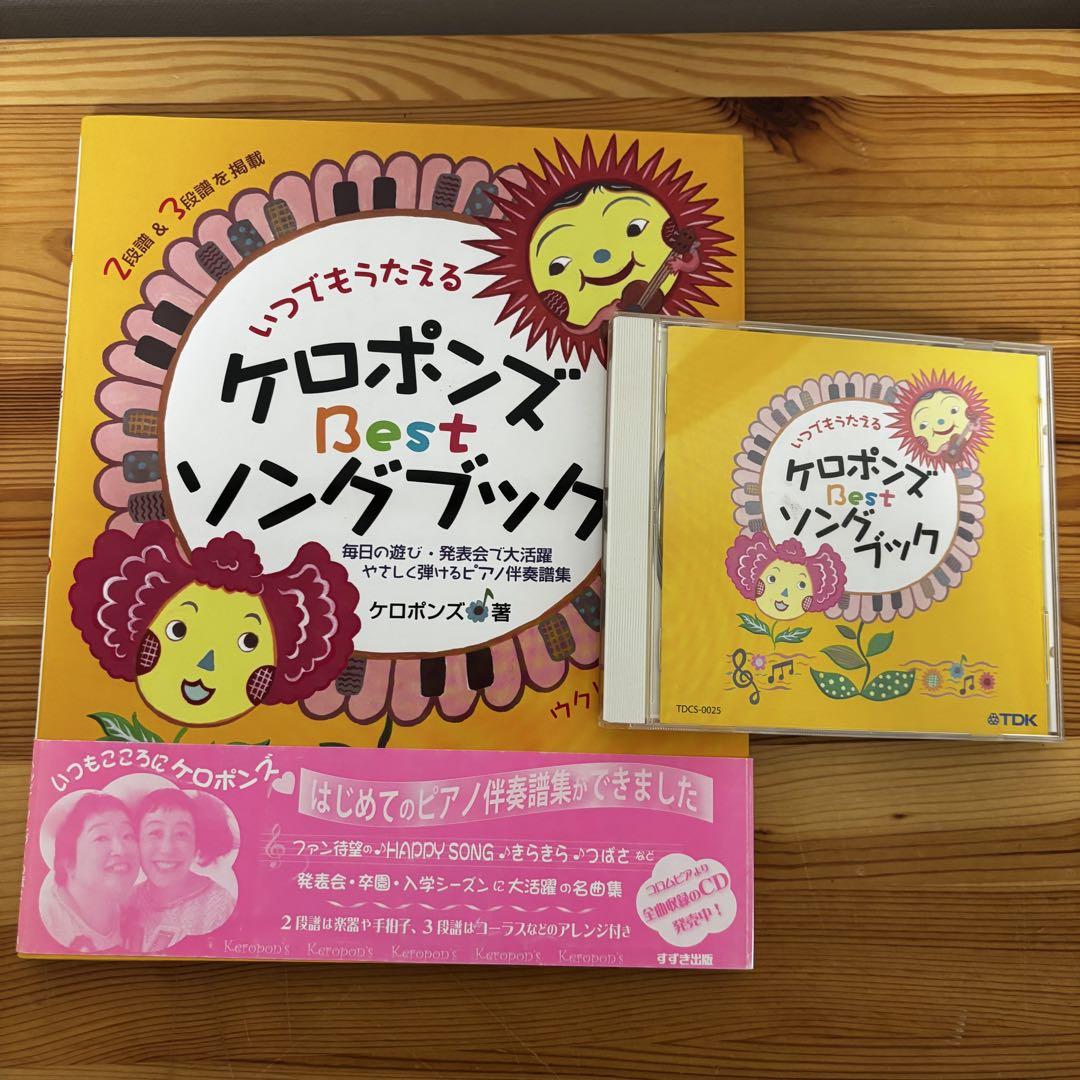 2段譜&3段譜を掲載
いつでもうたえる
ケロポンズ
Best
ソングブック
毎日の遊び・発表会で大活躍
やさしく弾けるピアノ伴奏譜集
ケロポンズ 著
いつもこころにケロポンズ
はじめてのピアノ伴奏譜集ができました
ファン待望の♪HAPPY SONG ♪きらきら ♪つばさ など
発表会・卒園・入学シーズンに大活躍の名曲集
2段譜は楽器や手拍子、3段譜はコーラスなどのアレンジ付き
コロムビアより
全曲収録のCD
発売中!
Keropon's Keropon's Keropon's Keropon's Keropon's
すずき出版
いつでもうたえる
ケロポンズ
Best
ソング
ブック
TDCS-0025
TDK